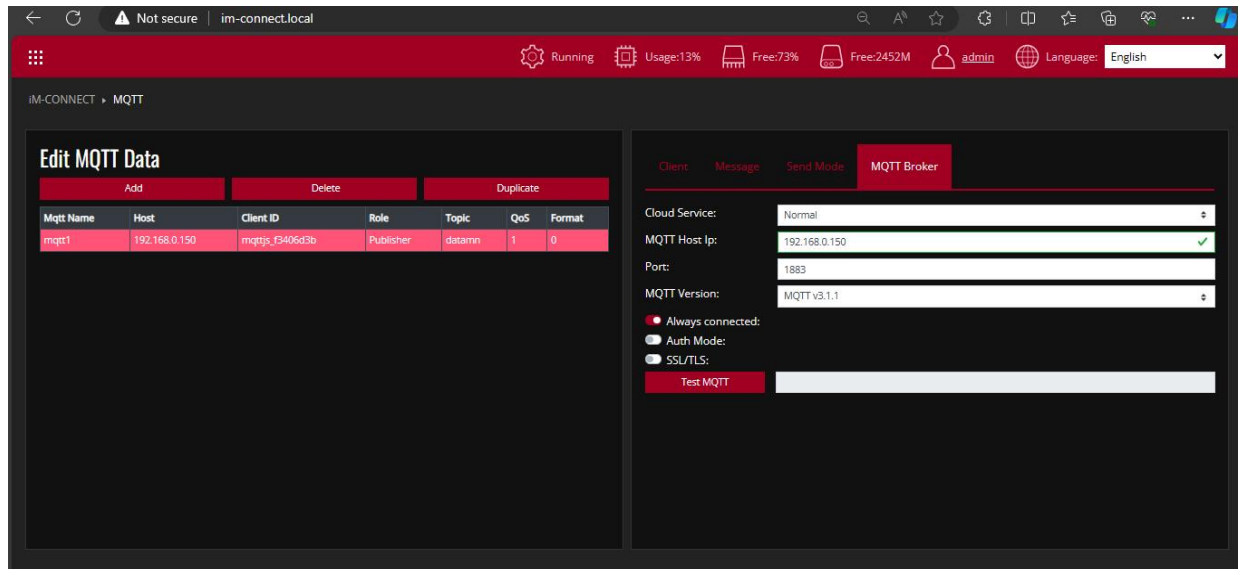 Not secure im-connect.local
Running Usage:13% Free:73% Free:2452M admin Language: English
iM-CONNECT ▸ MQTT
Edit MQTT Data
Add Delete Duplicate
Mqtt Name Host Client ID Role Topic QoS Format
mqtt1 192.168.0.150 mqttjs_f3406d3b Publisher datamn 1 0
Client Message Send Mode MQTT Broker
Cloud Service: Normal
MQTT Host Ip: 192.168.0.150
Port: 1883
MQTT Version: MQTT v3.1.1
Always connected:
Auth Mode:
SSL/TLS:
Test MQTT